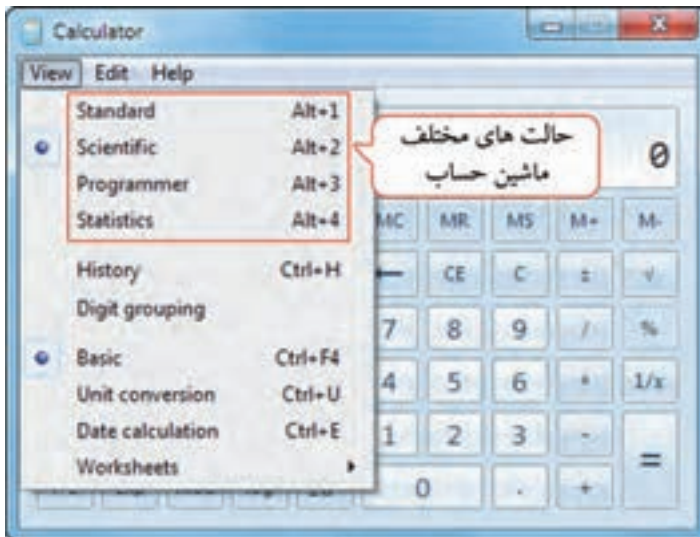 Calculator
View Edit Help
Standard Alt+1
Scientific Alt+2
Programmer Alt+3
Statistics Alt+4
History Ctrl+H
Digit grouping
Basic Ctrl+F4
Unit conversion Ctrl+U
Date calculation Ctrl+E
Worksheets
حالت های مختلف
ماشین حساب
0
MC MR MS M+ M-
← CE C ± √
7 8 9 / %
4 5 6 * 1/x
1 2 3 - =
0 . +